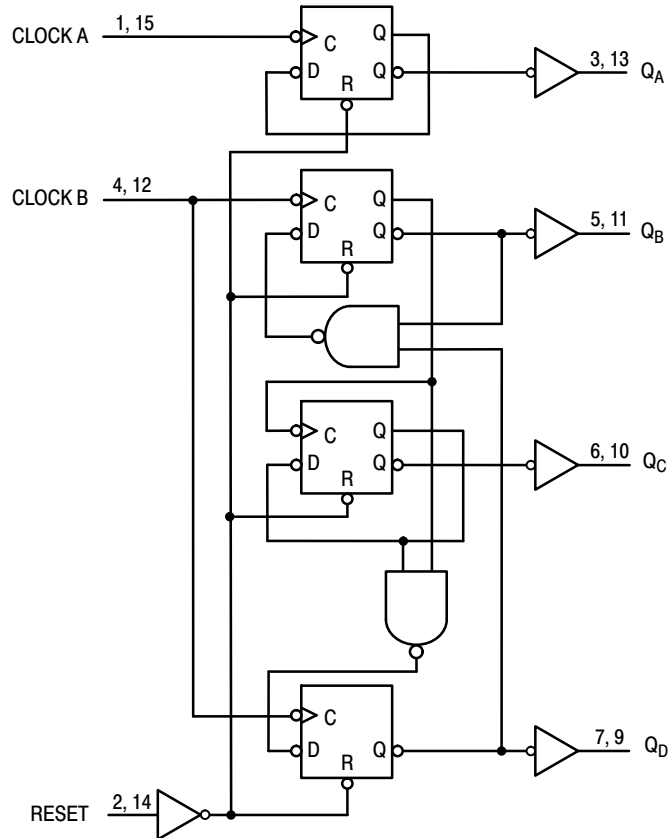 CLOCK A 1, 15 C Q D Q R 3, 13 QA
CLOCK B 4, 12 C Q D Q R 5, 11 QB
C Q D Q R 6, 10 QC
C D Q R 7, 9 QD
RESET 2, 14